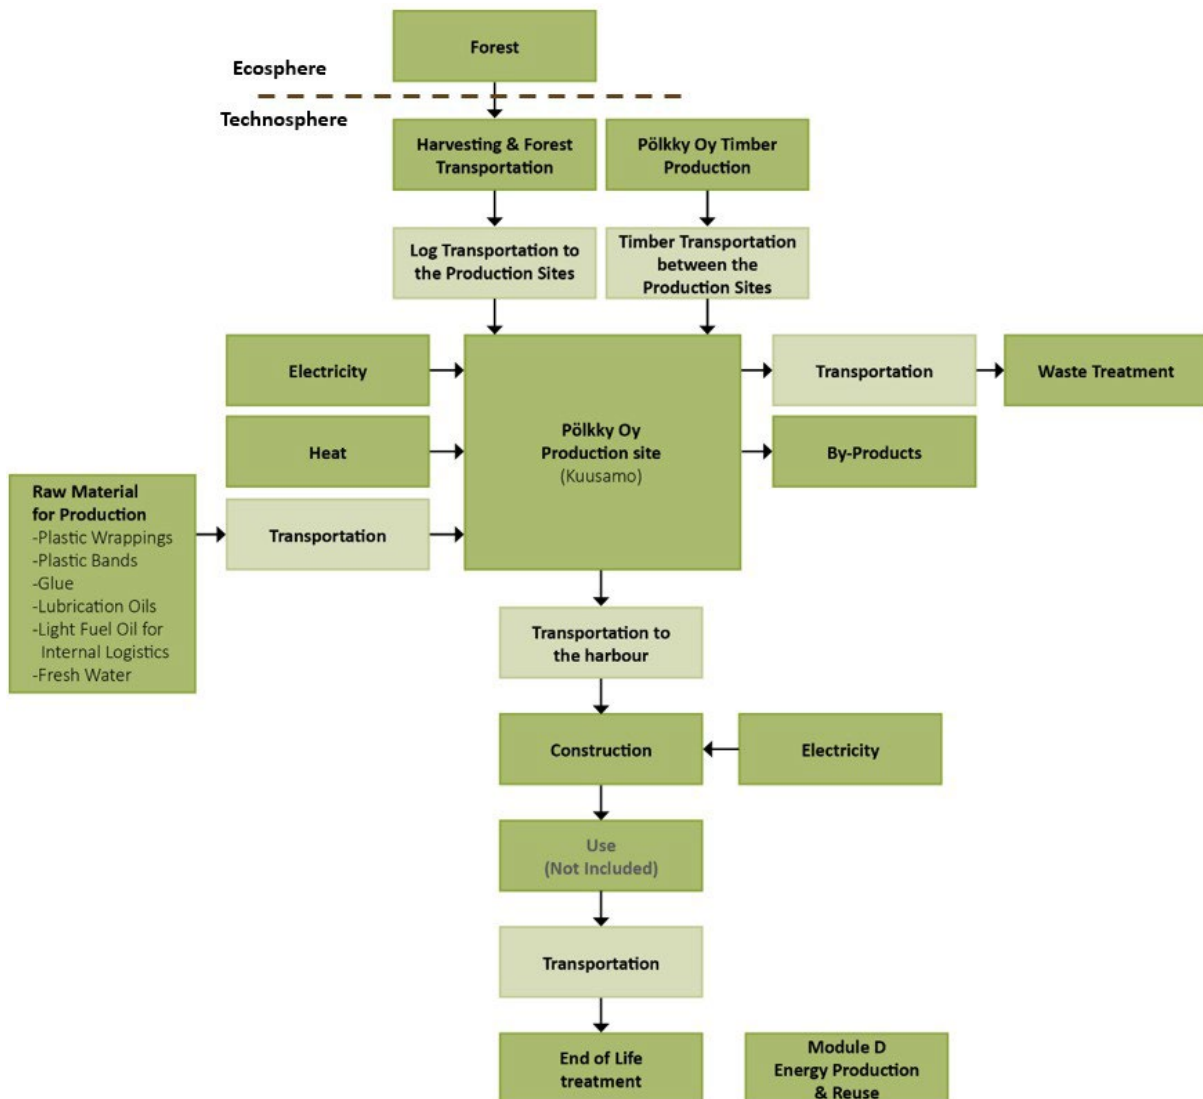 Forest
Ecosphere
Technosphere
Harvesting & Forest
Transportation
Pölkky Oy Timber
Production
Log Transportation to
the Production Sites
Timber Transportation
between the
Production Sites
Electricity
Heat
Raw Material
for Production
-Plastic Wrappings
-Plastic Bands
-Glue
-Lubrication Oils
-Light Fuel Oil for
Internal Logistics
-Fresh Water
Transportation
Pölkky Oy
Production site
(Kuusamo)
Transportation
Waste Treatment
By-Products
Transportation to
the harbour
Construction
Electricity
Use
(Not Included)
Transportation
End of Life
treatment
Module D
Energy Production
& Reuse